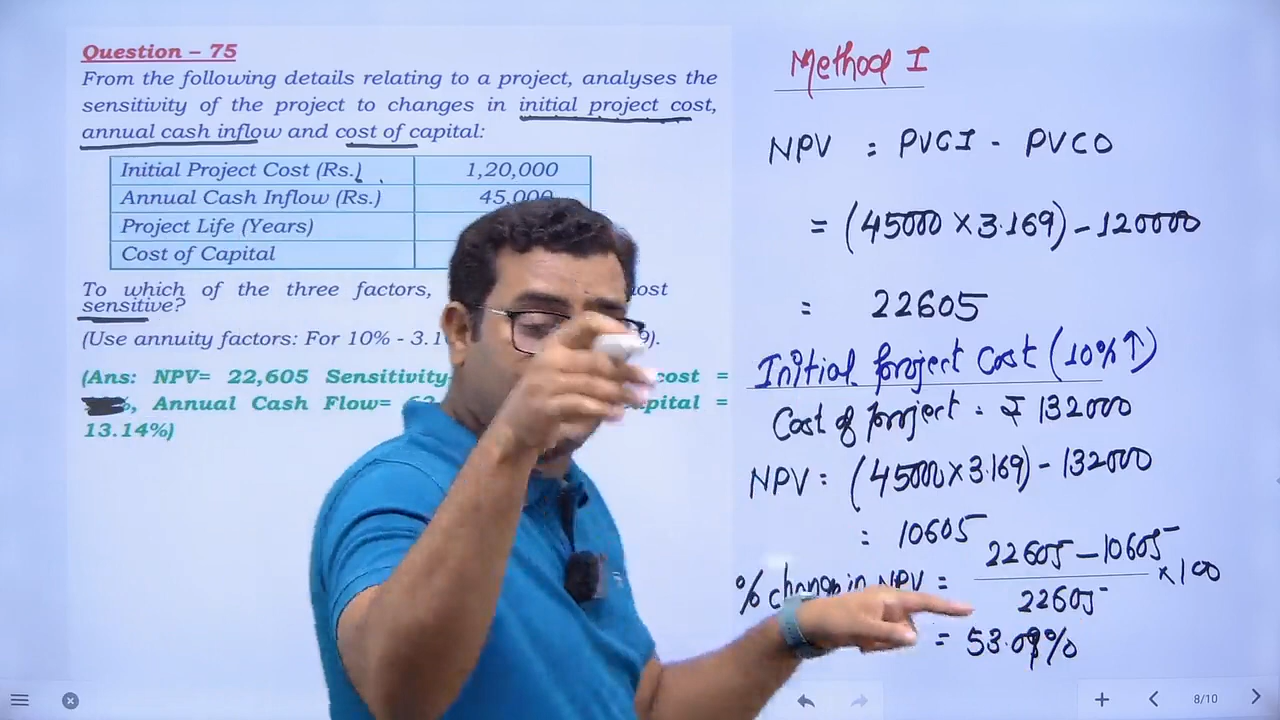 Question – 75
From the following details relating to a project, analyses the
sensitivity of the project to changes in initial project cost,
annual cash inflow and cost of capital:
Initial Project Cost (Rs.) 1,20,000
Annual Cash Inflow (Rs.) 45,000
Project Life (Years)
Cost of Capital
To which of the three factors,
sensitive?
(Use annuity factors: For 10% - 3.1
(Ans: NPV= 22,605 Sensitivity cost =
%, Annual Cash Flow=
13.14%)
Method I
NPV : PVCI - PVCO
= (45000 × 3.169) - 120000
= 22605
Initial project Cost (10%↑)
Cost of project = ₹ 132000
NPV = (45000×3.169) - 132000
= 10605
% change in NPV = 22605 - 10605 / 22605 ×100
= 53.09%
8/10